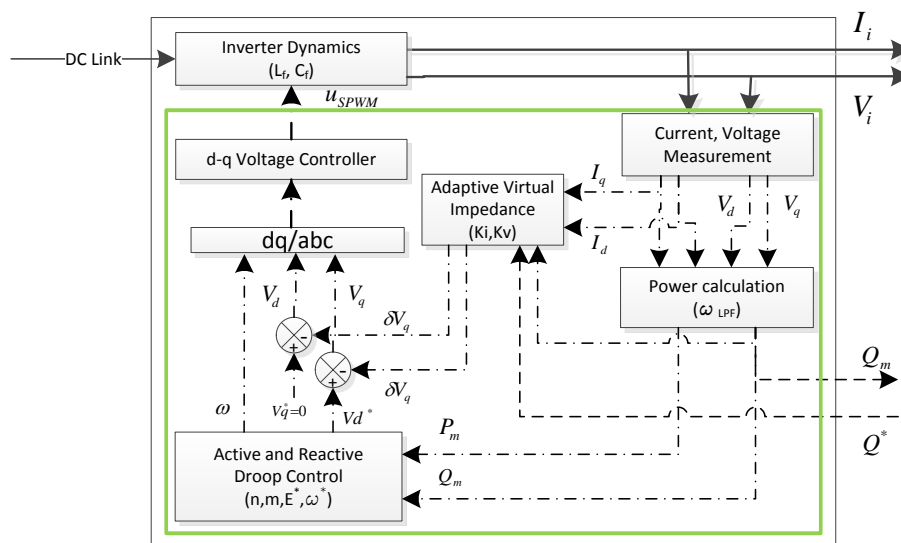 I_i
Inverter Dynamics
(L_f, C_f)
DC Link
u_SPWM
V_i
Current, Voltage
Measurement
d-q Voltage Controller
Adaptive Virtual
Impedance
(Ki,Kv)
I_q
I_d
V_d
V_q
dq/abc
Power calculation
(ω LPF)
V_d
V_q
δV_q
δV_q
-
+
-
+
Q_m
ω
Vq*=0
Vd*
P_m
Q*
Active and Reactive
Droop Control
(n,m,E*,ω*)
Q_m